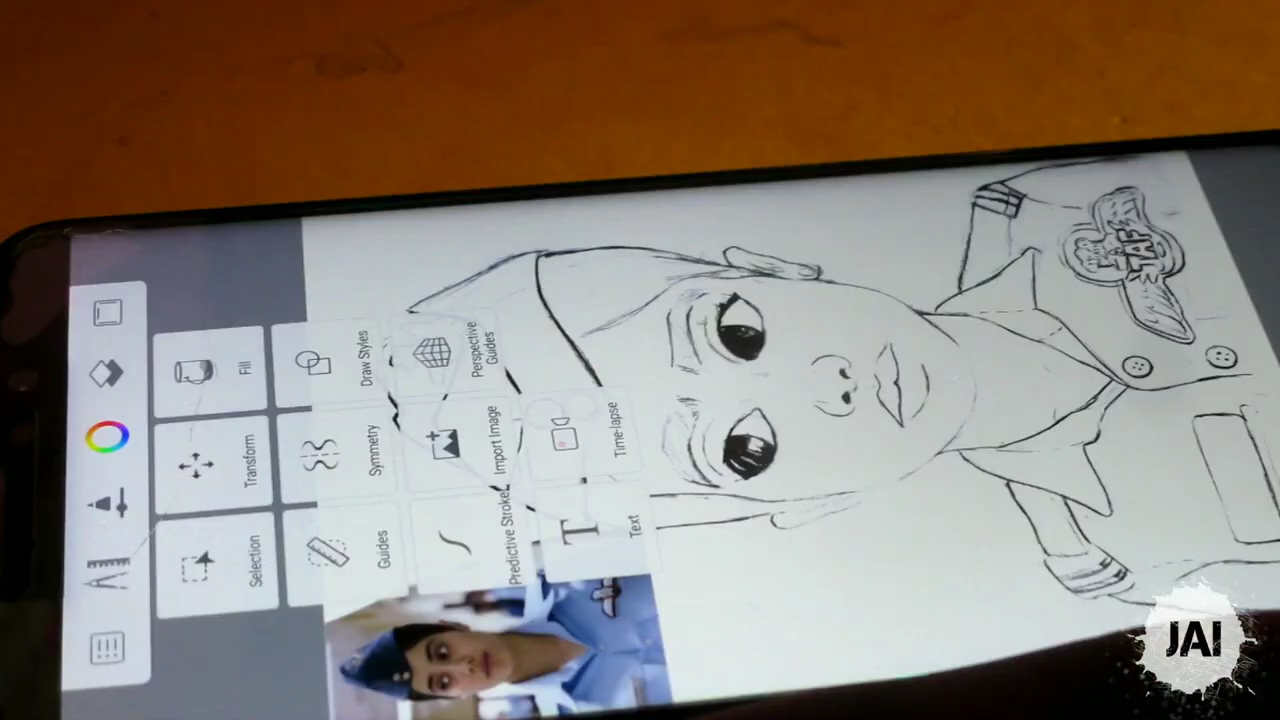 Selection
Transform
Fill
Guides
Symmetry
Draw Styles
Predictive Stroke
Import Image
Perspective
Guides
Text
Time-lapse
IAF
JAI